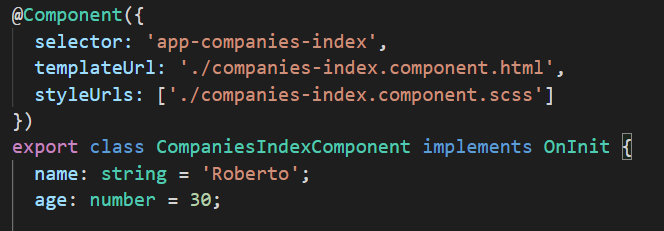 @Component({
  selector: 'app-companies-index',
  templateUrl: './companies-index.component.html',
  styleUrls: ['./companies-index.component.scss']
})
export class CompaniesIndexComponent implements OnInit {
  name: string = 'Roberto';
  age: number = 30;